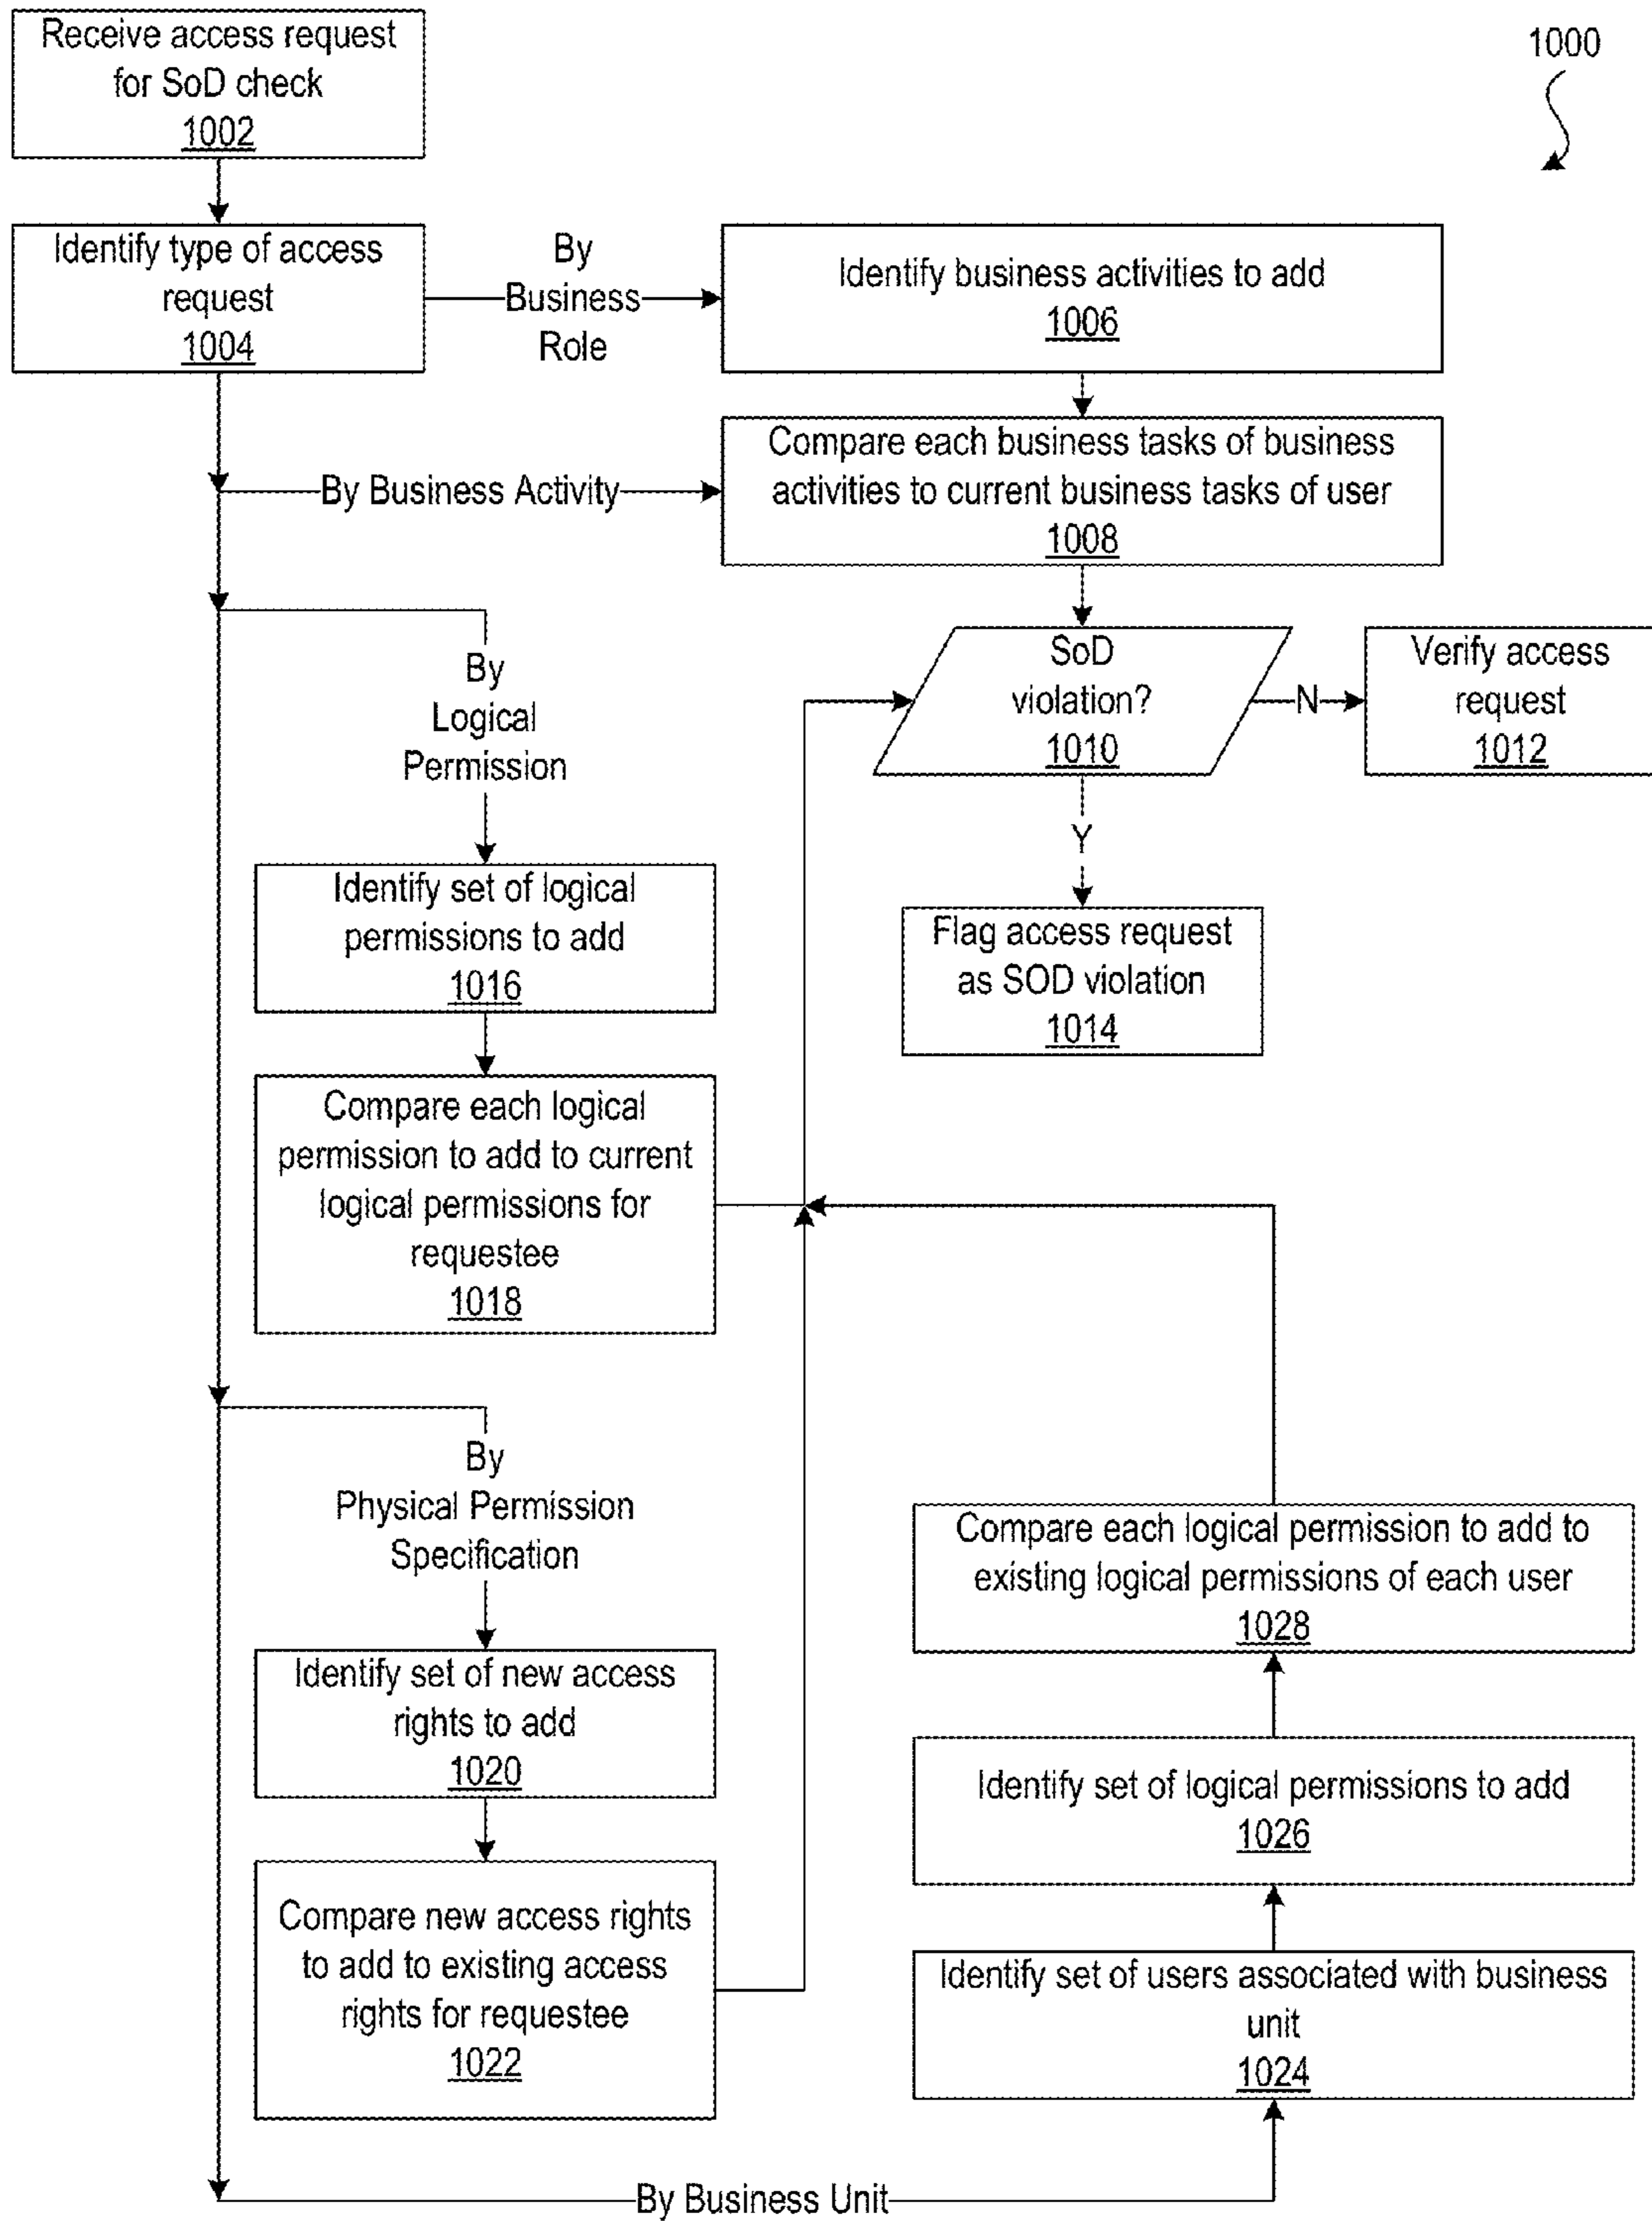 Receive access request
for SoD check
1002
1000
Identify type of access
request
1004
By
Business
Role
Identify business activities to add
1006
Compare each business tasks of business
activities to current business tasks of user
1008
By Business Activity
SoD
violation?
1010
N
Verify access
request
1012
Y
Flag access request
as SOD violation
1014
By
Logical
Permission
Identify set of logical
permissions to add
1016
Compare each logical
permission to add to current
logical permissions for
requestee
1018
By
Physical Permission
Specification
Identify set of new access
rights to add
1020
Compare new access rights
to add to existing access
rights for requestee
1022
Compare each logical permission to add to
existing logical permissions of each user
1028
Identify set of logical permissions to add
1026
Identify set of users associated with business
unit
1024
By Business Unit